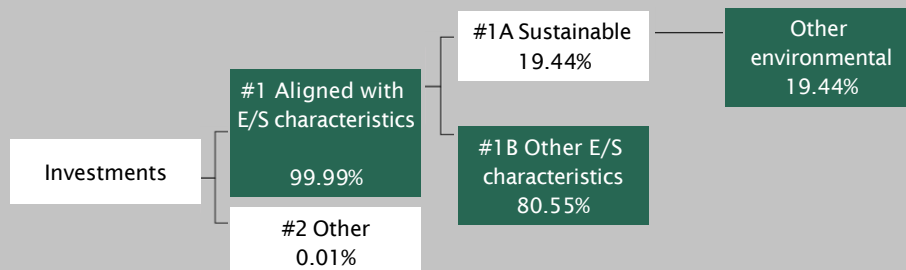 Investments
#1 Aligned with
E/S characteristics
99.99%
#2 Other
0.01%
#1A Sustainable
19.44%
#1B Other E/S
characteristics
80.55%
Other
environmental
19.44%